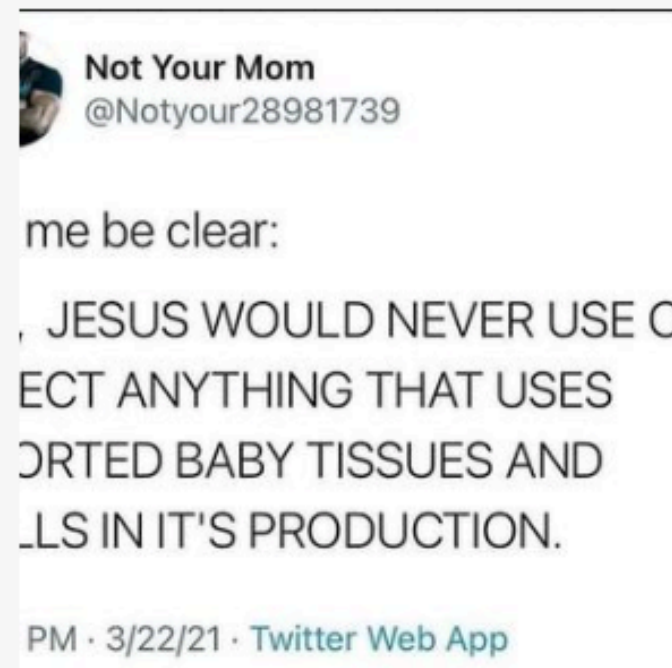 Not Your Mom
@Notyour28981739
me be clear:
, JESUS WOULD NEVER USE
ANYTHING THAT USES
BABY TISSUES AND
IN IT'S PRODUCTION.
PM · 3/22/21 · Twitter Web App